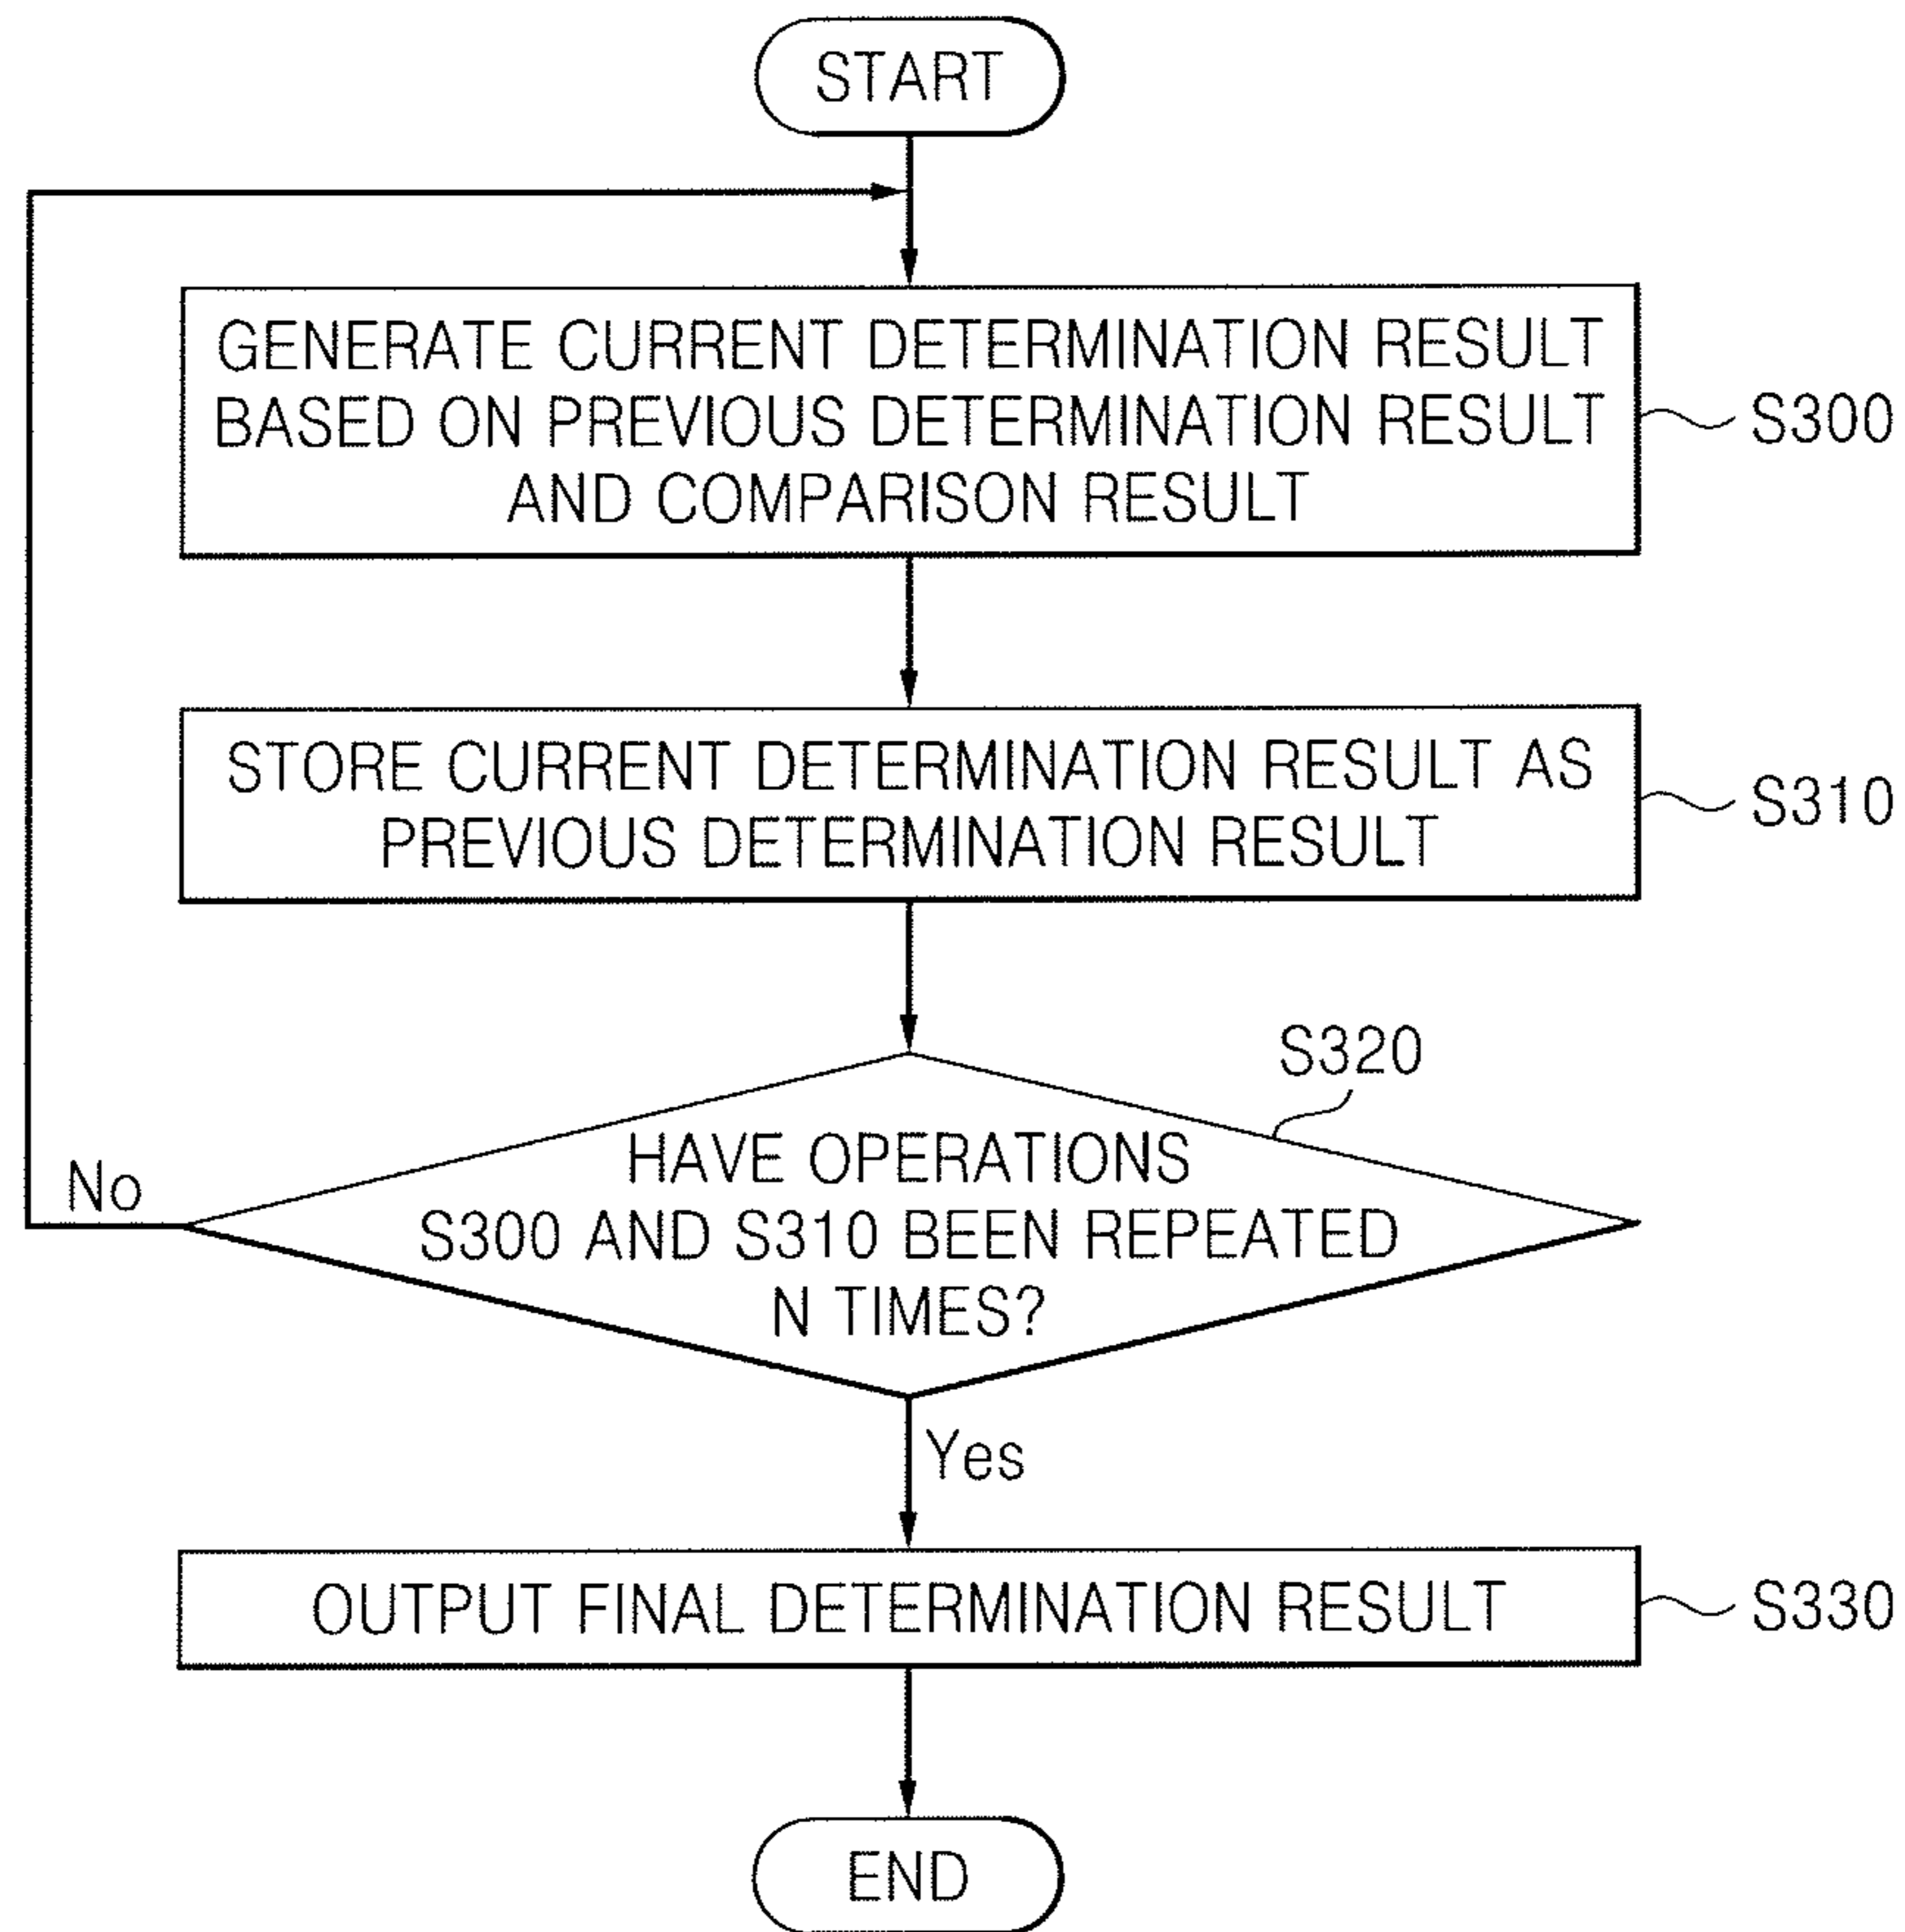 START
GENERATE CURRENT DETERMINATION RESULT
BASED ON PREVIOUS DETERMINATION RESULT
AND COMPARISON RESULT
S300
STORE CURRENT DETERMINATION RESULT AS
PREVIOUS DETERMINATION RESULT
S310
S320
HAVE OPERATIONS
S300 AND S310 BEEN REPEATED
N TIMES?
No
Yes
OUTPUT FINAL DETERMINATION RESULT
S330
END